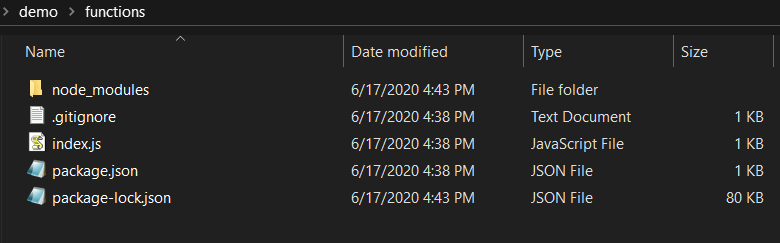 demo functions
Name Date modified Type Size
node_modules 6/17/2020 4:43 PM File folder
.gitignore 6/17/2020 4:38 PM Text Document 1 KB
index.js 6/17/2020 4:38 PM JavaScript File 1 KB
package.json 6/17/2020 4:38 PM JSON File 1 KB
package-lock.json 6/17/2020 4:43 PM JSON File 80 KB